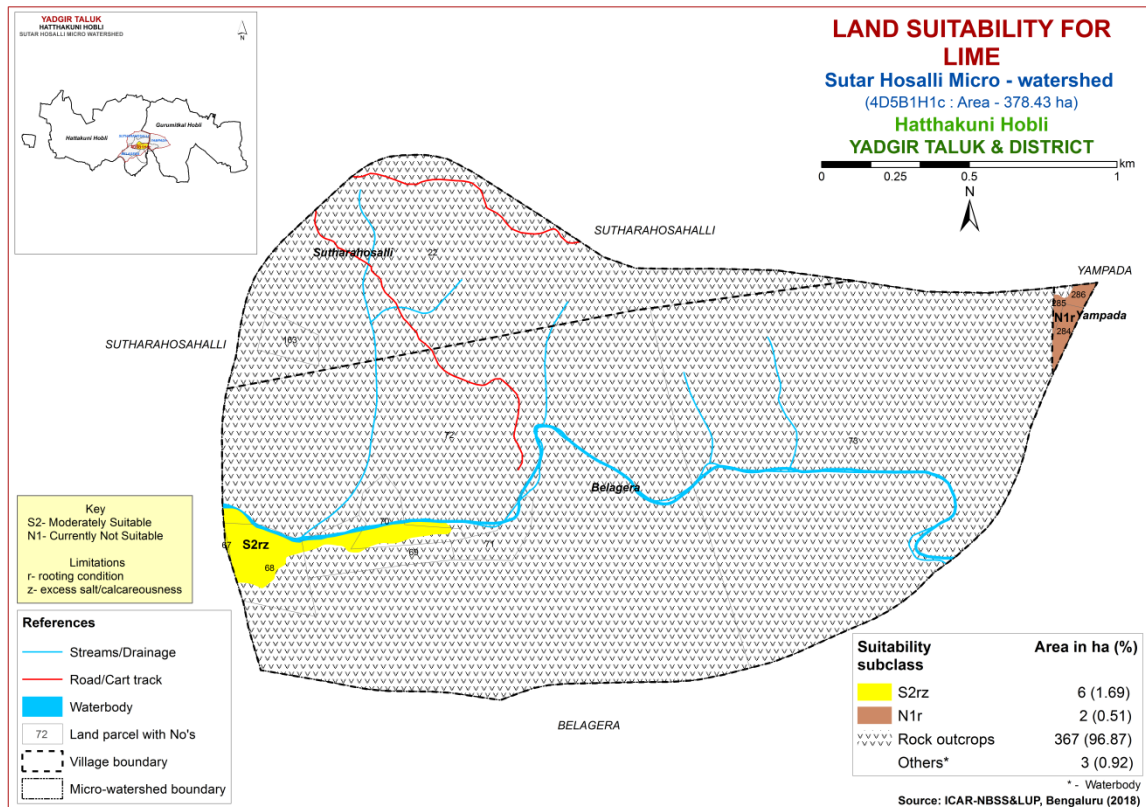 YADGIR TALUK
HATTHAKUNI HOBLI
SUTAR HOSALLI MICRO WATERSHED
N
Hattakuni Hobli
Gurumitkal Hobli
LAND SUITABILITY FOR
LIME
Sutar Hosalli Micro - watershed
(4D5B1H1c : Area - 378.43 ha)
Hatthakuni Hobli
YADGIR TALUK & DISTRICT
km
0 0.25 0.5 1
N
SUTHARAHOSAHALLI
Sutharahosalli
22
YAMPADA
286
285
N1r
Yampada
284
SUTHARAHOSAHALLI
163
72
73
Belagera
70
67
S2rz
71
69
68
BELAGERA
Key
S2- Moderately Suitable
N1- Currently Not Suitable
Limitations
r- rooting condition
z- excess salt/calcareousness
References
Streams/Drainage
Road/Cart track
Waterbody
72 Land parcel with No's
Village boundary
Micro-watershed boundary
Suitability subclass Area in ha (%)
S2rz 6 (1.69)
N1r 2 (0.51)
Rock outcrops 367 (96.87)
Others* 3 (0.92)
* - Waterbody
Source: ICAR-NBSS&LUP, Bengaluru (2018)